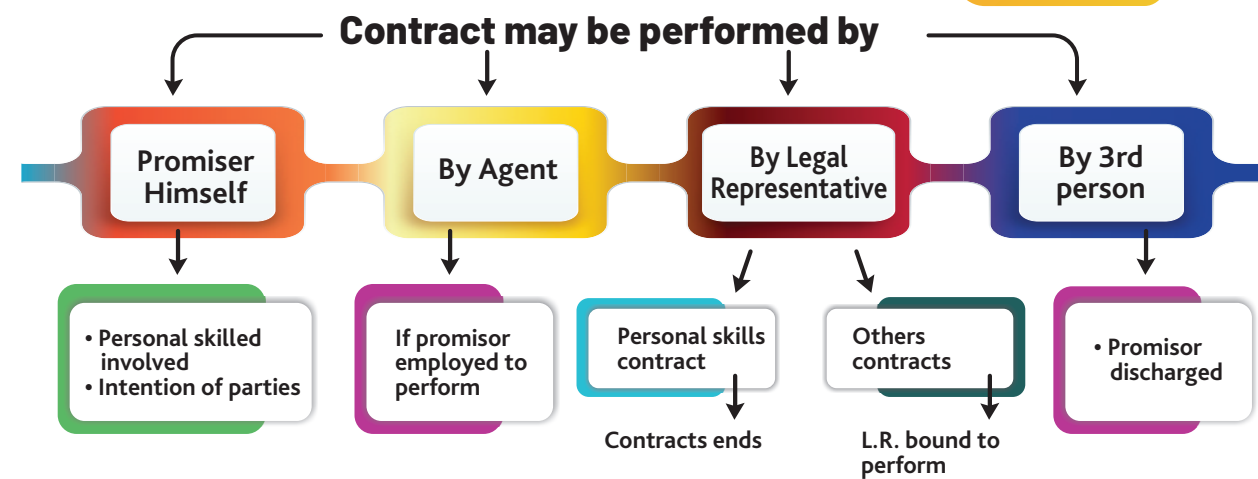 Contract may be performed by
Promiser
Himself
By Agent
By Legal
Representative
By 3rd
person
• Personal skilled
involved
• Intention of parties
If promisor
employed to
perform
Personal skills
contract
Contracts ends
Others
contracts
L.R. bound to
perform
• Promisor
discharged